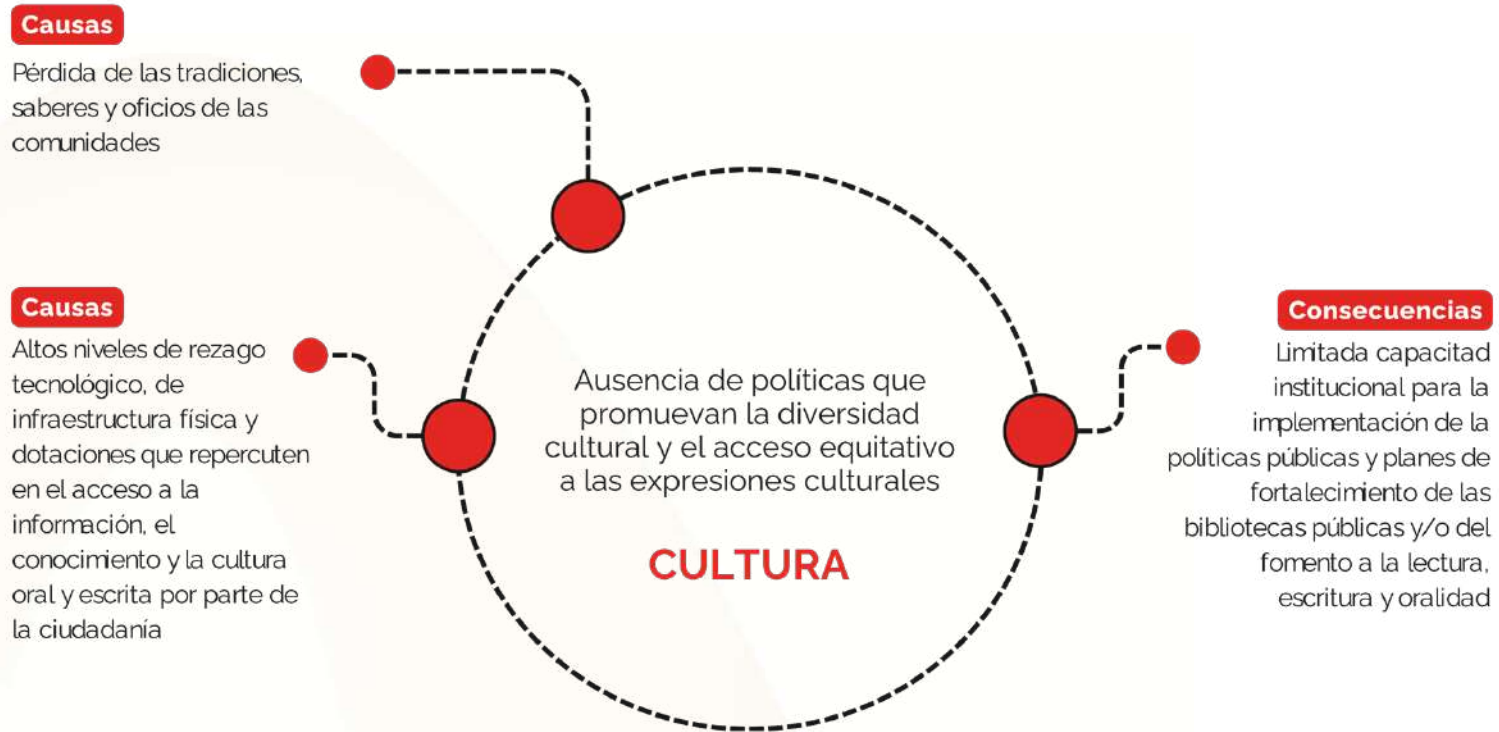 Causas
Pérdida de las tradiciones,
saberes y oficios de las
comunidades
Causas
Altos niveles de rezago
tecnológico, de
infraestructura física y
dotaciones que repercuten
en el acceso a la
información, el
conocimiento y la cultura
oral y escrita por parte de
la ciudadanía
Ausencia de políticas que
promuevan la diversidad
cultural y el acceso equitativo
a las expresiones culturales
CULTURA
Consecuencias
Limitada capacitad
institucional para la
implementación de la
políticas públicas y planes de
fortalecimiento de las
bibliotecas públicas y/o del
fomento a la lectura,
escritura y oralidad